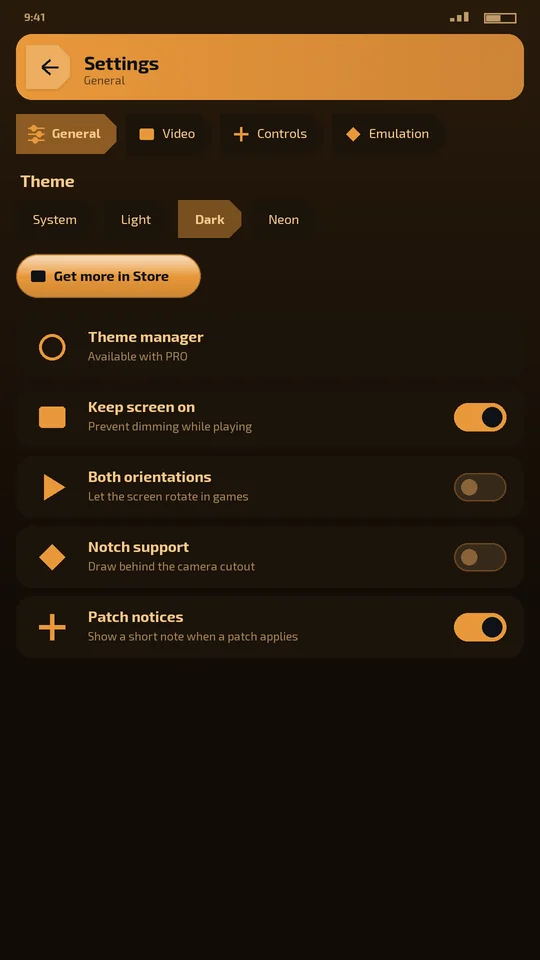 9:41
Settings
General
General
Video
Controls
Emulation
Theme
System
Light
Dark
Neon
Get more in Store
Theme manager
Available with PRO
Keep screen on
Prevent dimming while playing
Both orientations
Let the screen rotate in games
Notch support
Draw behind the camera cutout
Patch notices
Show a short note when a patch applies